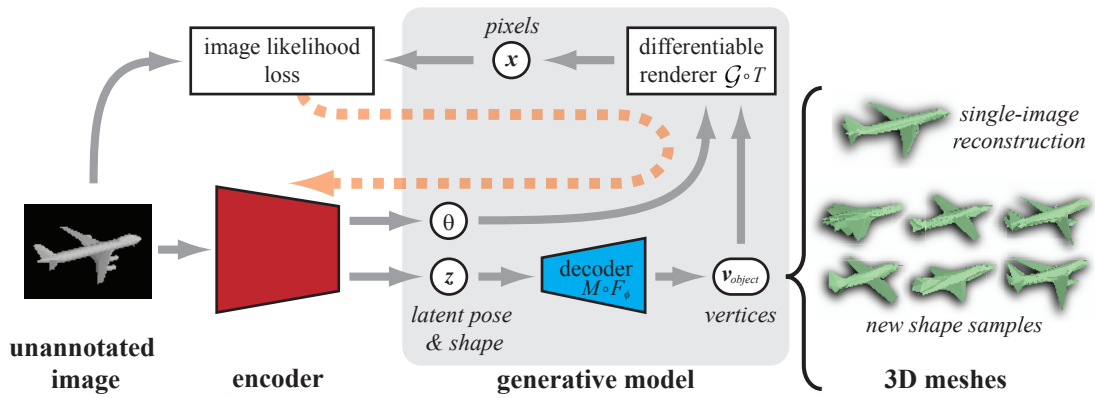 pixels
image likelihood
loss
x
differentiable
renderer 𝒢∘T
single-image
reconstruction
θ
z
decoder
M∘F_ϕ
v_object
latent pose
& shape
vertices
new shape samples
unannotated
image
encoder
generative model
3D meshes